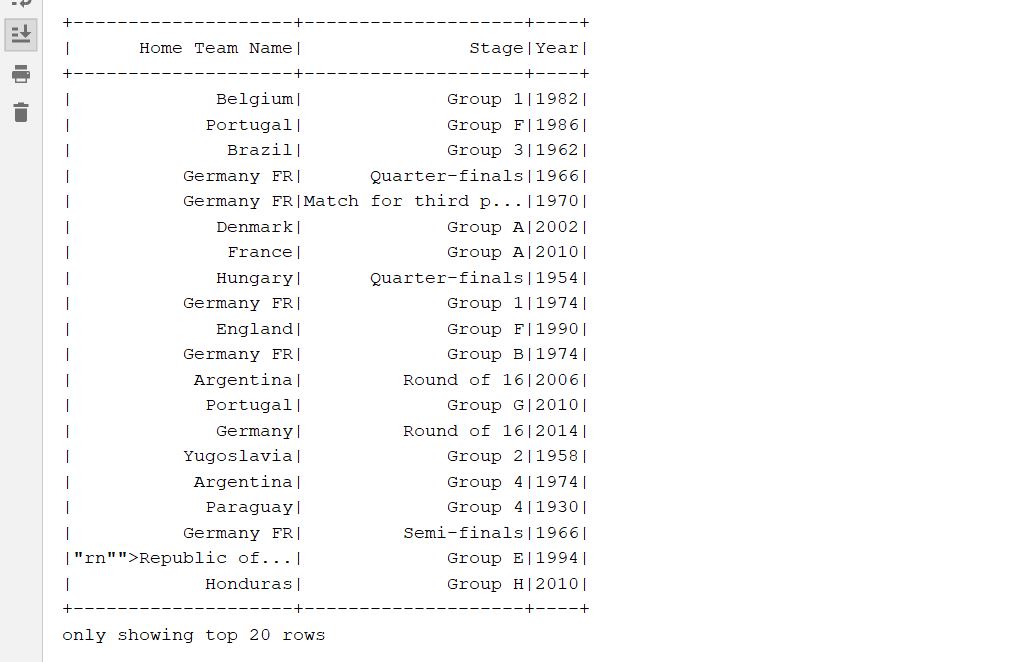 +--------------------+--------------------+----+
|      Home Team Name|               Stage|Year|
+--------------------+--------------------+----+
|             Belgium|             Group 1|1982|
|            Portugal|             Group F|1986|
|              Brazil|             Group 3|1962|
|          Germany FR|      Quarter-finals|1966|
|          Germany FR|Match for third p...|1970|
|             Denmark|             Group A|2002|
|              France|             Group A|2010|
|             Hungary|      Quarter-finals|1954|
|          Germany FR|             Group 1|1974|
|             England|             Group F|1990|
|          Germany FR|             Group B|1974|
|           Argentina|         Round of 16|2006|
|            Portugal|             Group G|2010|
|             Germany|         Round of 16|2014|
|          Yugoslavia|             Group 2|1958|
|           Argentina|             Group 4|1974|
|            Paraguay|             Group 4|1930|
|          Germany FR|         Semi-finals|1966|
|"rn"">Republic of...|             Group E|1994|
|            Honduras|             Group H|2010|
+--------------------+--------------------+----+
only showing top 20 rows